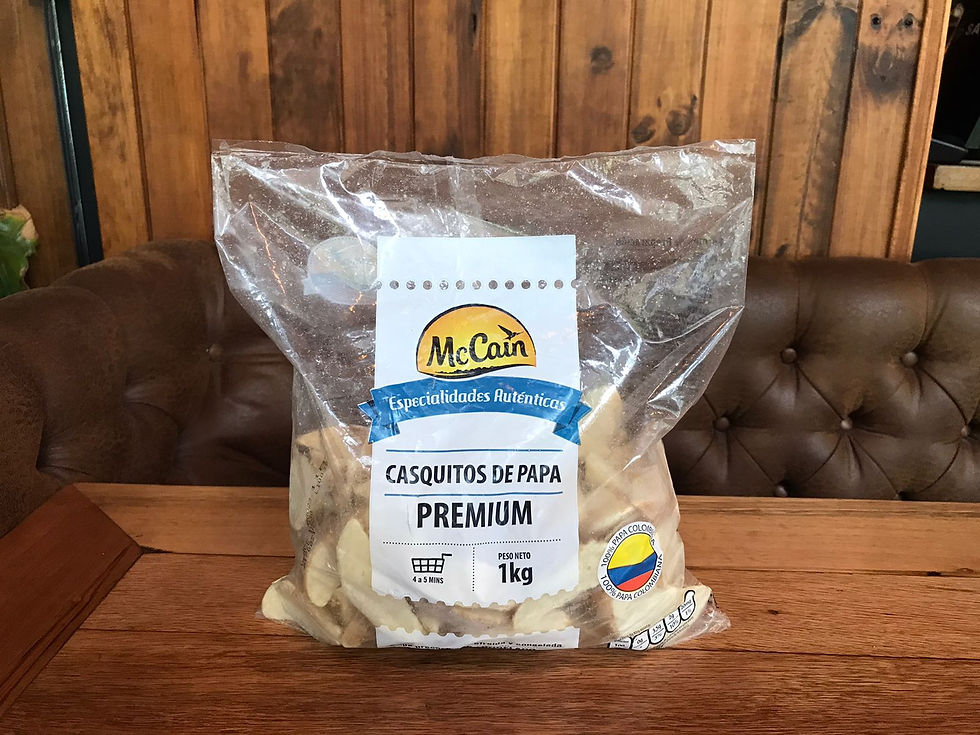 McCain
Especialidades Auténticas
CASQUITOS DE PAPA
PREMIUM
4 a 5 MINS
PESO NETO
1kg
100% PAPA COLOMBIANA
100% PAPA COLOMBIANA
y congelada